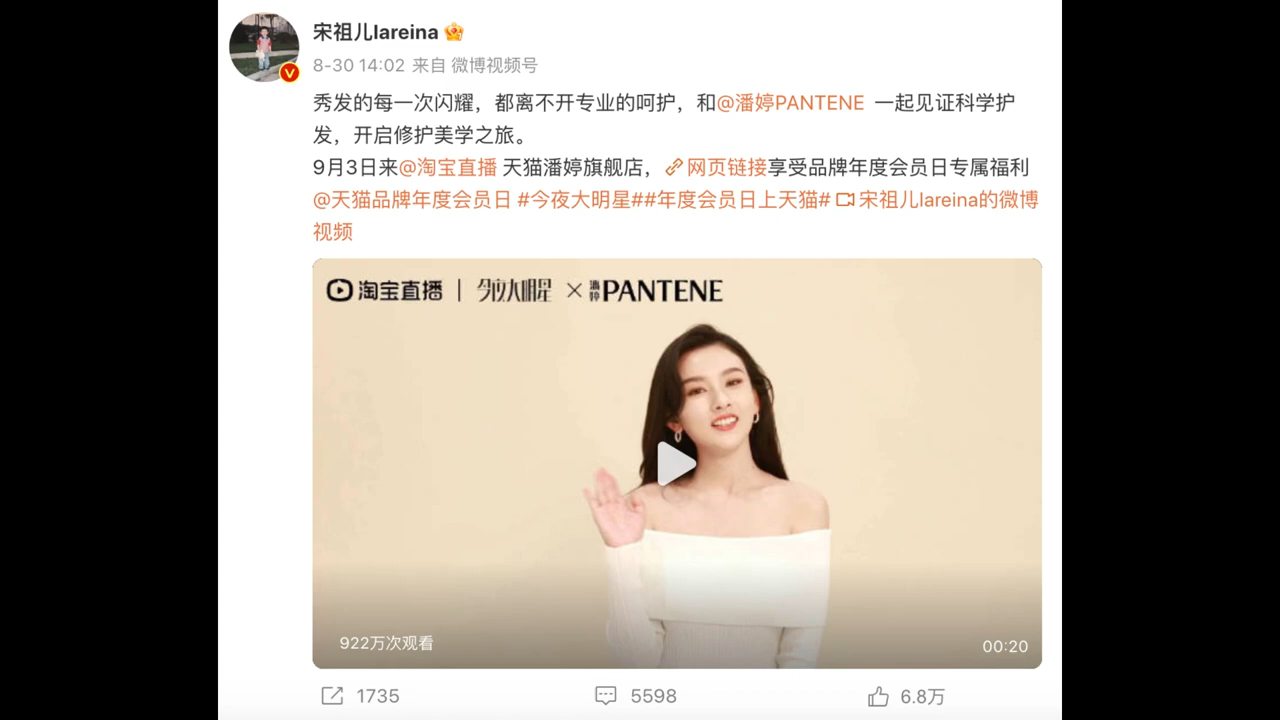 宋祖儿lareina
8-30 14:02 来自 微博视频号
秀发的每一次闪耀，都离不开专业的呵护，和@潘婷PANTENE 一起见证科学护
发，开启修护美学之旅。
9月3日来@淘宝直播 天猫潘婷旗舰店，网页链接享受品牌年度会员日专属福利
@天猫品牌年度会员日 #今夜大明星##年度会员日上天猫# 宋祖儿lareina的微博
视频
淘宝直播 | 今夜大明星 × 潘婷PANTENE
922万次观看
00:20
1735
5598
6.8万